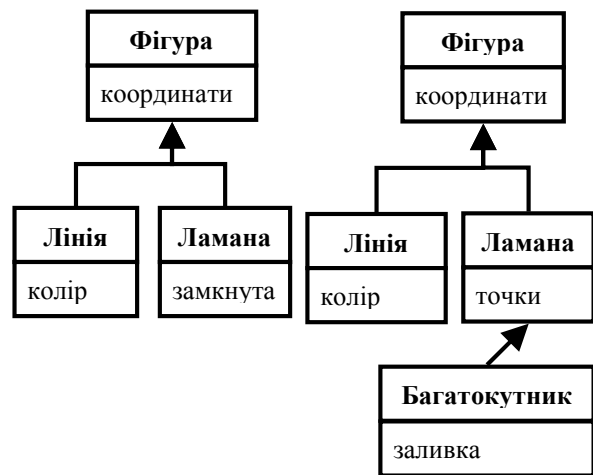 Фігура
координати
Лінія
колір
Ламана
замкнута
Фігура
координати
Лінія
колір
Ламана
точки
Багатокутник
заливка